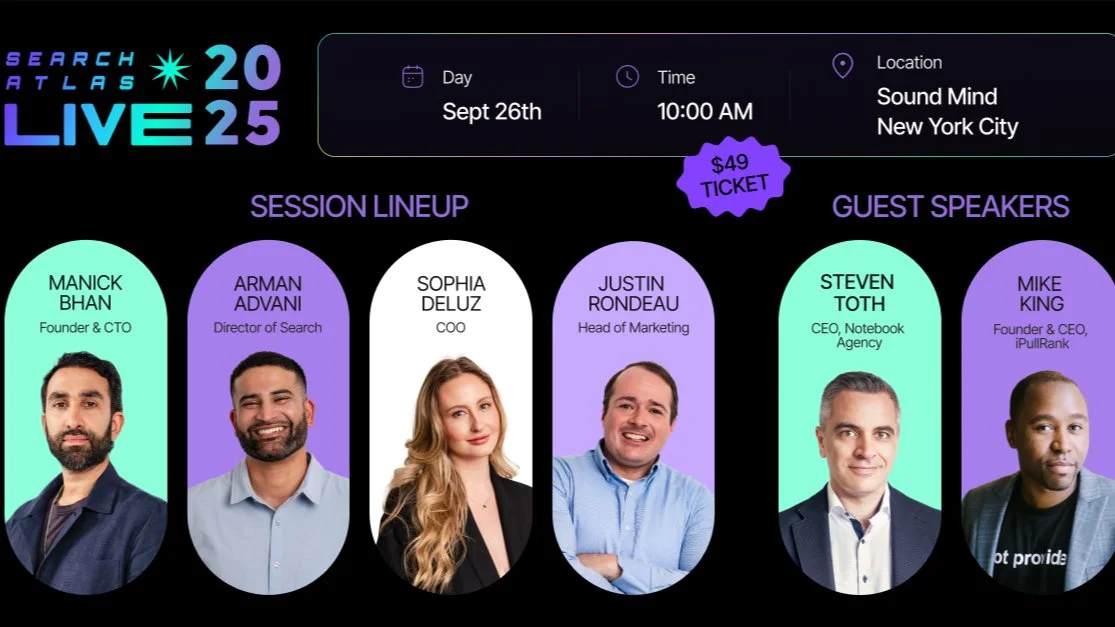 SEARCH
ATLAS
LIVE
20
25
Day
Sept 26th
Time
10:00 AM
Location
Sound Mind
New York City
$49
TICKET
SESSION LINEUP
GUEST SPEAKERS
MANICK
BHAN
Founder & CTO
ARMAN
ADVANI
Director of Search
SOPHIA
DELUZ
COO
JUSTIN
RONDEAU
Head of Marketing
STEVEN
TOTH
CEO, Notebook
Agency
MIKE
KING
Founder & CEO,
iPullRank
ot provide